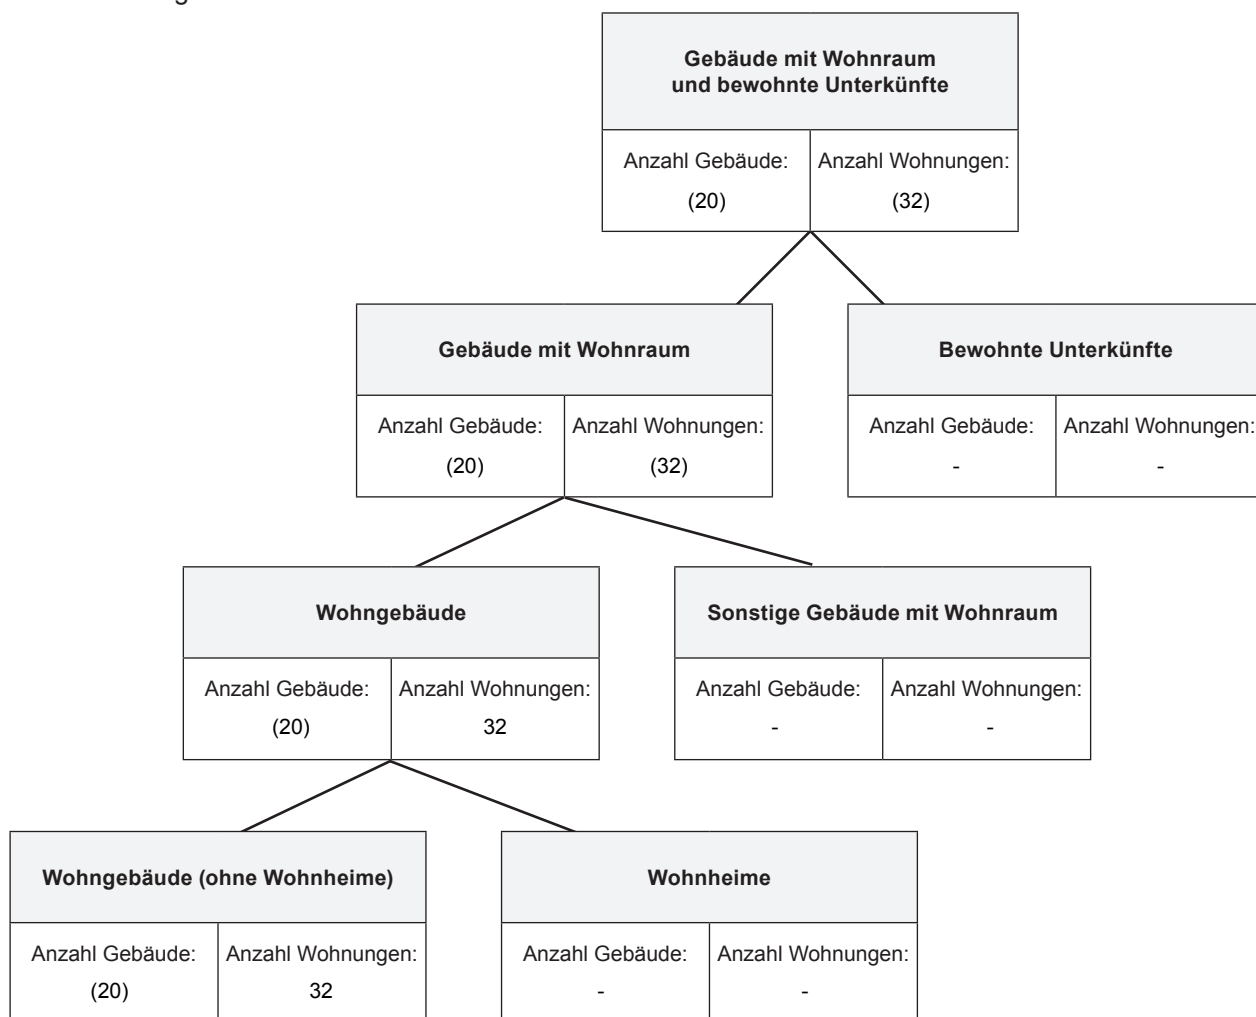 Gebäude mit Wohnraum
und bewohnte Unterkünfte
Anzahl Gebäude: Anzahl Wohnungen:
(20) (32)
Gebäude mit Wohnraum
Anzahl Gebäude: Anzahl Wohnungen:
(20) (32)
Bewohnte Unterkünfte
Anzahl Gebäude: Anzahl Wohnungen:
- -
Wohngebäude
Anzahl Gebäude: Anzahl Wohnungen:
(20) 32
Sonstige Gebäude mit Wohnraum
Anzahl Gebäude: Anzahl Wohnungen:
- -
Wohngebäude (ohne Wohnheime)
Anzahl Gebäude: Anzahl Wohnungen:
(20) 32
Wohnheime
Anzahl Gebäude: Anzahl Wohnungen:
- -